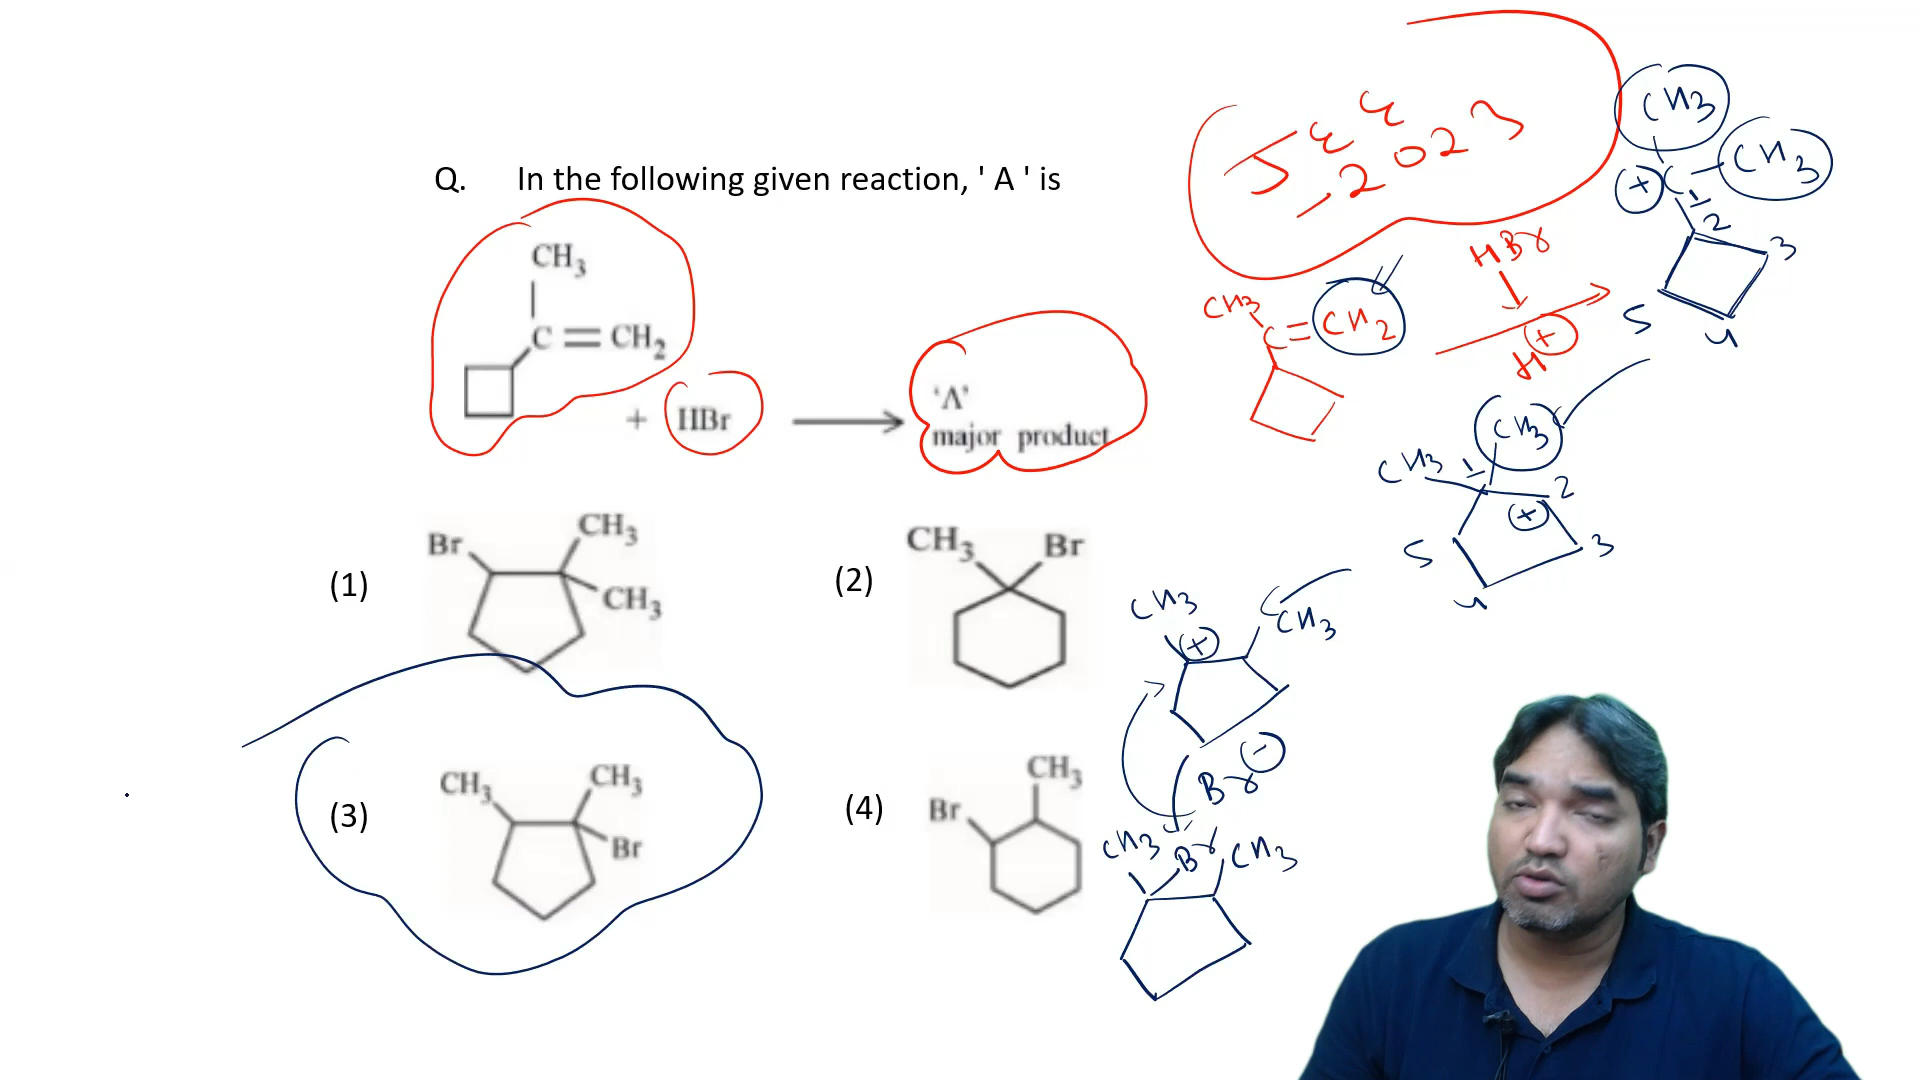 Q. In the following given reaction, ' A ' is
CH3
C=CH2
+ HBr
'A'
major product
(1)
Br
CH3
CH3
(2)
CH3
Br
(3)
CH3
CH3
Br
(4)
Br
CH3
JEE
2023
CH3
C=CH2
HBr
H+
CH3
CH3
+
C
1
2
3
4
5
CH3
CH3
1
2
+
3
4
5
CH3
+
CH3
Br-
CH3
Br
CH3